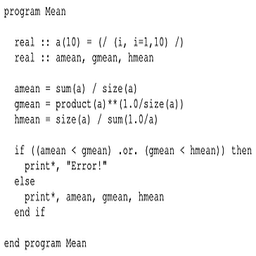 program Mean
real :: a(10) = (/ (i, i=1,10) /)
real :: amean, gmean, hmean
amean = sum(a) / size(a)
gmean = product(a)**(1.0/size(a))
hmean = size(a) / sum(1.0/a)
if ((amean < gmean) .or. (gmean < hmean)) then
print*, "Error!"
else
print*, amean, gmean, hmean
end if
end program Mean